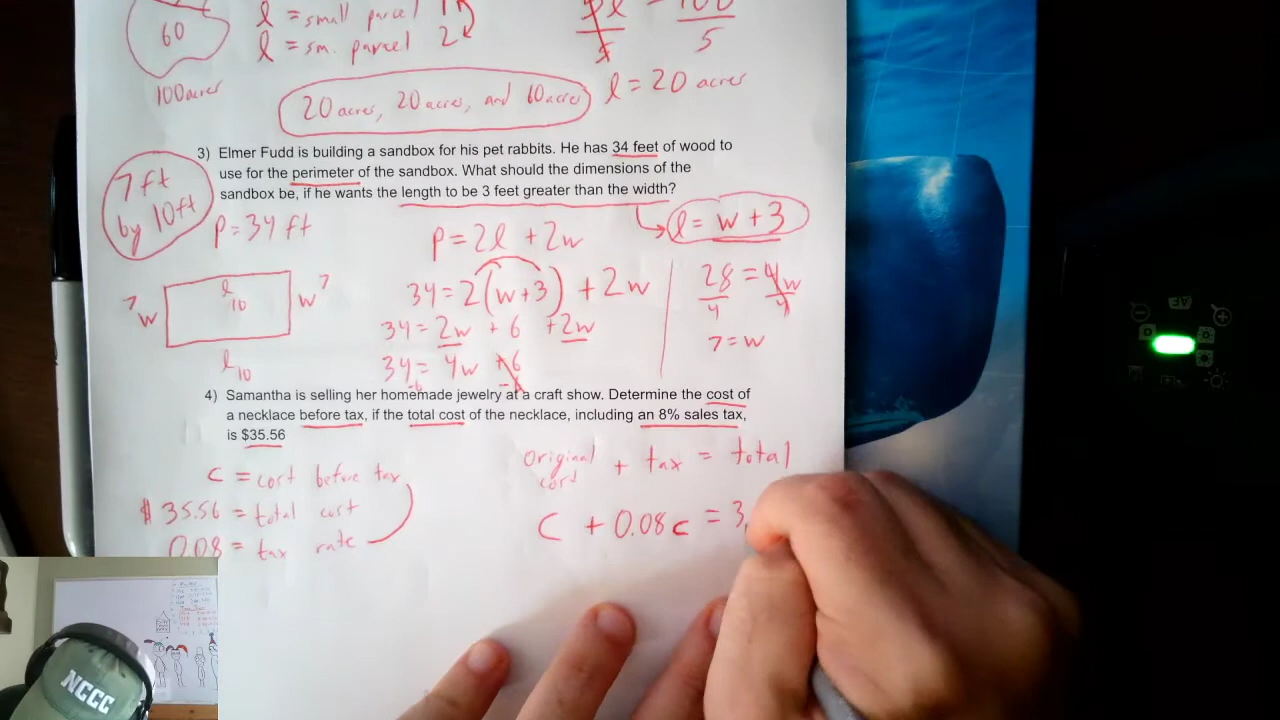 l = small parcel 1
60
l = sm. parcel 2
5l = 100
5 5
100 acres
20 acres, 20 acres, and 60 acres
l = 20 acres
3) Elmer Fudd is building a sandbox for his pet rabbits. He has 34 feet of wood to
use for the perimeter of the sandbox. What should the dimensions of the
sandbox be, if he wants the length to be 3 feet greater than the width?
7 ft
by 10ft
P = 34 ft
P = 2l + 2w
l = w + 3
34 = 2(w+3) + 2w
28 = 4w
4 4
7 w
l
10
w 7
34 = 2w + 6 + 2w
7 = w
l 10
34 = 4w + 6
-6 -6
4) Samantha is selling her homemade jewelry at a craft show. Determine the cost of
a necklace before tax, if the total cost of the necklace, including an 8% sales tax,
is $35.56
c = cost before tax
original cost + tax = total
$ 35.56 = total cost
C + 0.08c = 3
0.08 = tax rate
NCCC
AF